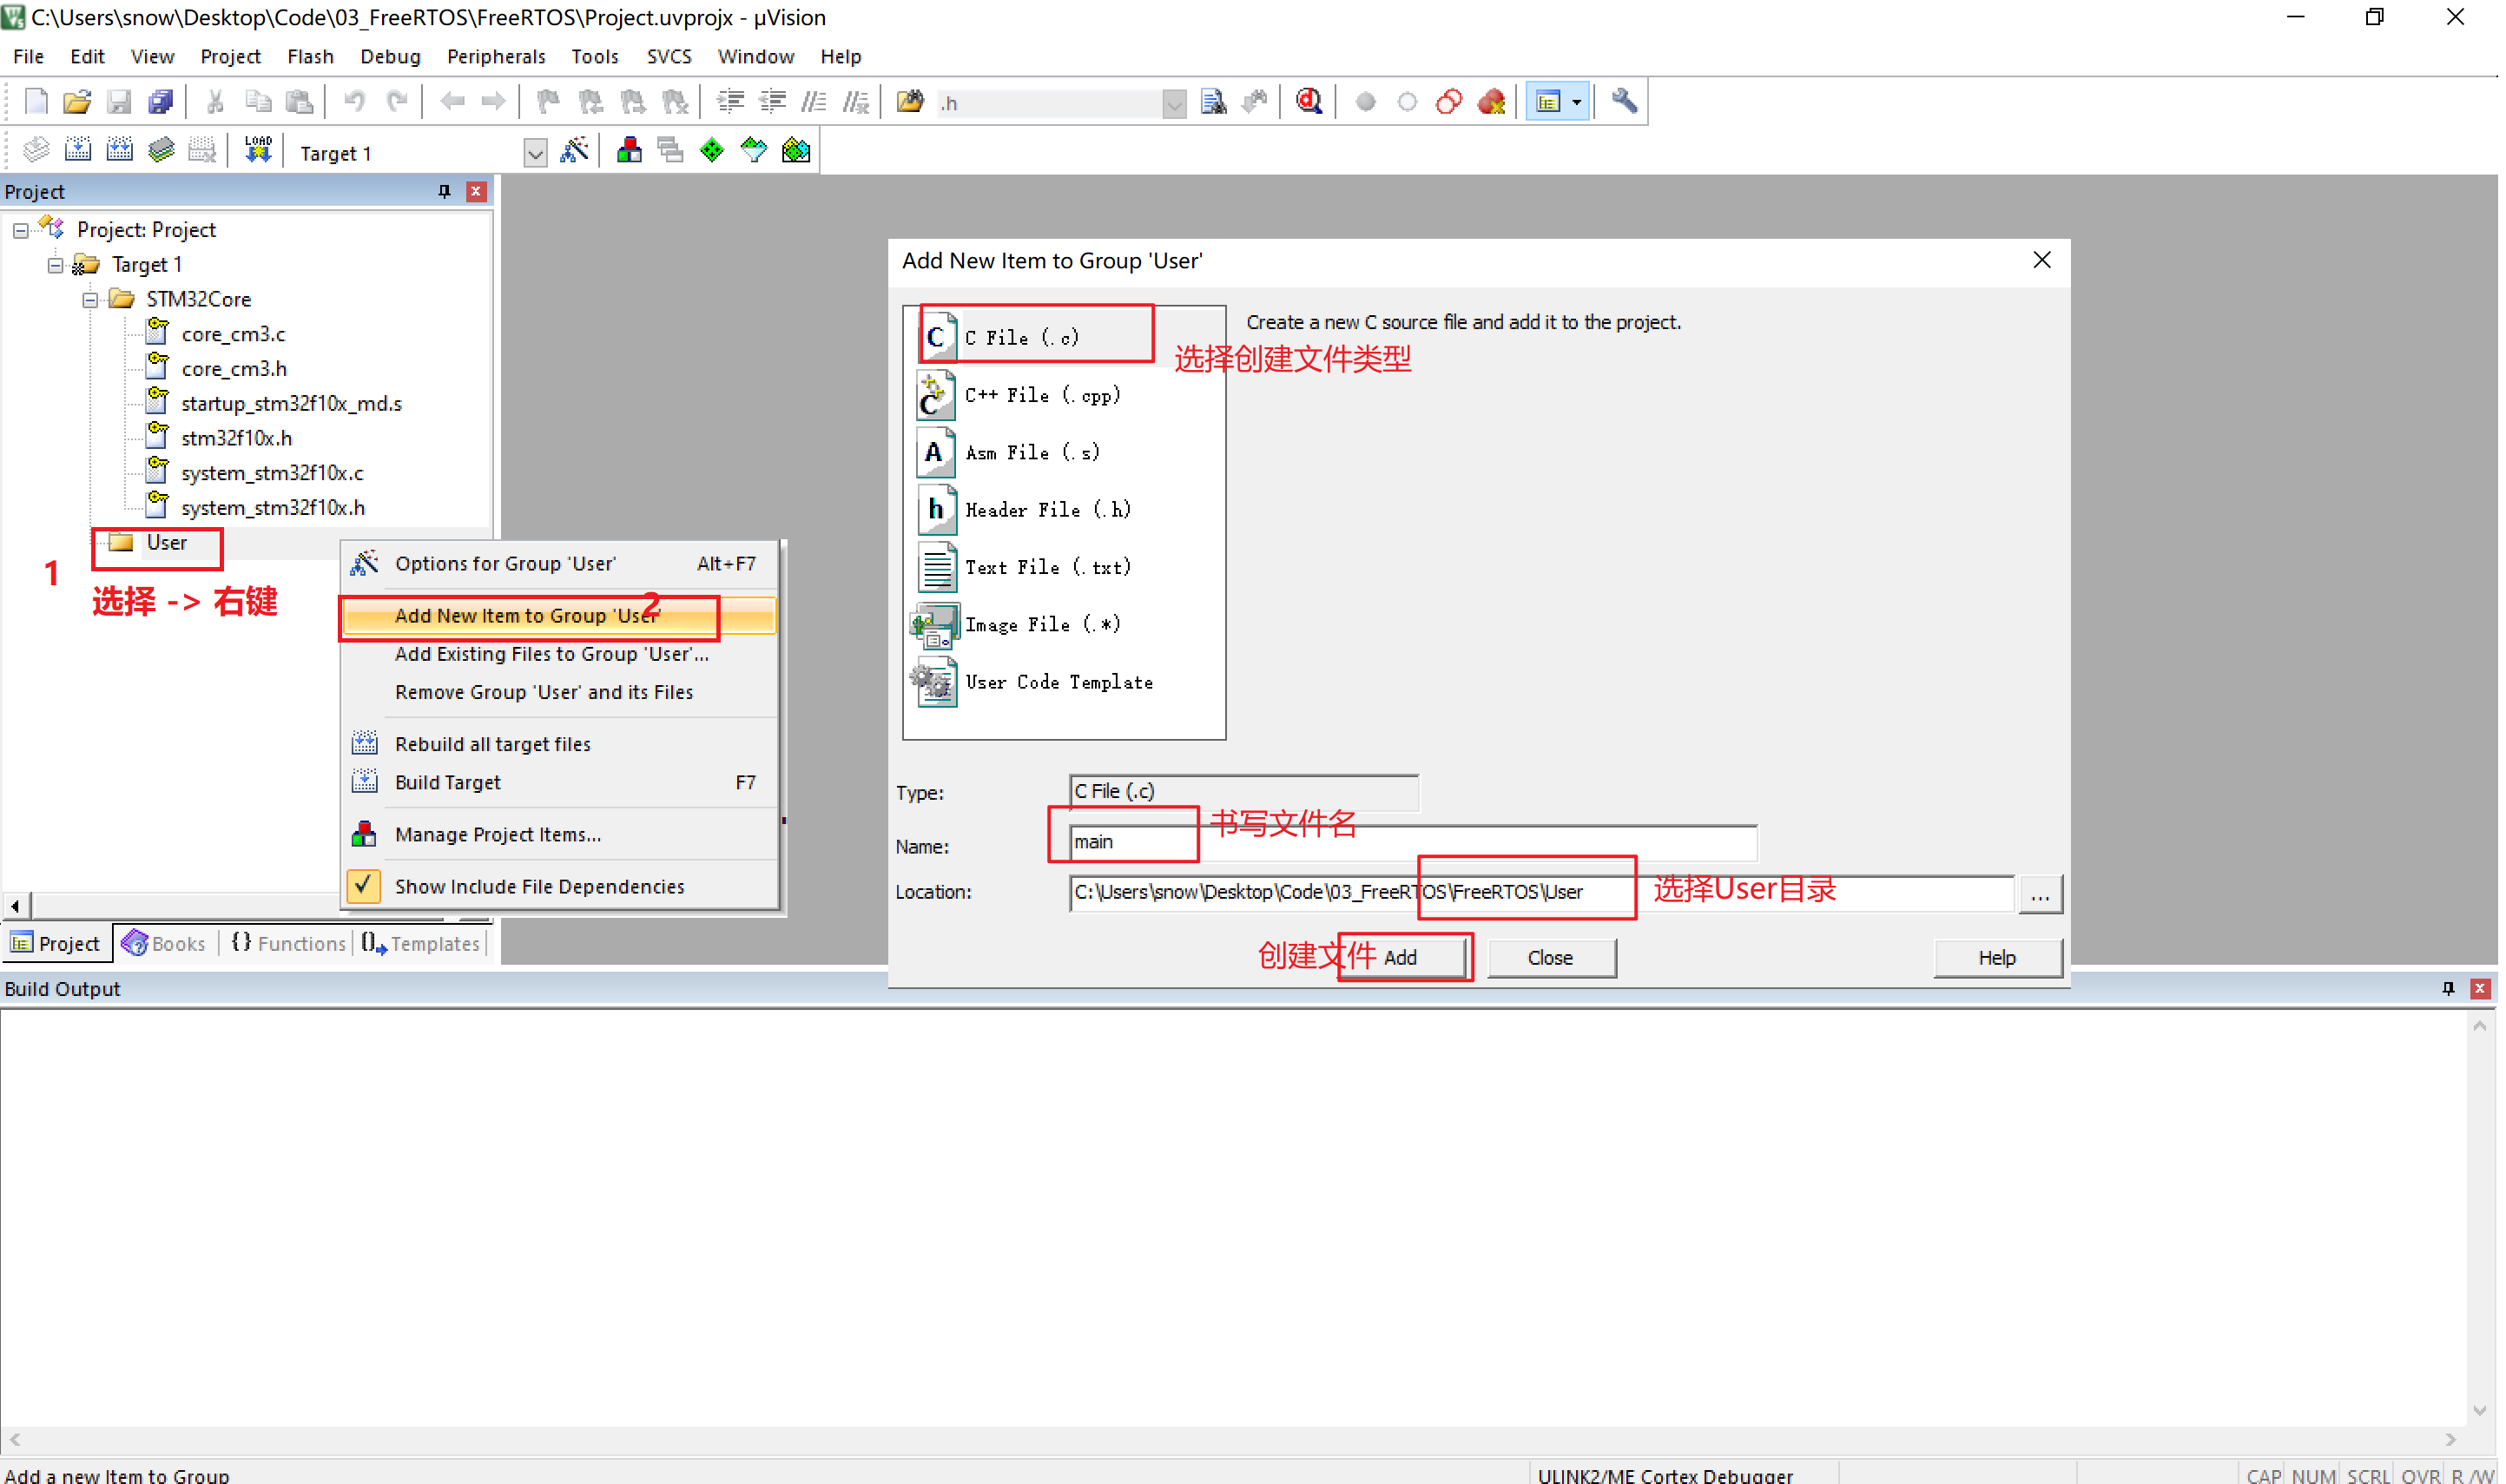 C:\Users\snow\Desktop\Code\03_FreeRTOS\FreeRTOS\Project.uvprojx - µVision
File Edit View Project Flash Debug Peripherals Tools SVCS Window Help
.h
LOAD
Target 1
Project
Project: Project
Target 1
STM32Core
core_cm3.c
core_cm3.h
startup_stm32f10x_md.s
stm32f10x.h
system_stm32f10x.c
system_stm32f10x.h
User
1
选择 -> 右键
Options for Group 'User' Alt+F7
Add New Item to Group 'User'
2
Add Existing Files to Group 'User'...
Remove Group 'User' and its Files
Rebuild all target files
Build Target F7
Manage Project Items...
Show Include File Dependencies
Project Books Functions Templates
Add New Item to Group 'User'
C File (.c)
C++ File (.cpp)
Asm File (.s)
Header File (.h)
Text File (.txt)
Image File (.*)
User Code Template
Create a new C source file and add it to the project.
选择创建文件类型
Type: C File (.c)
书写文件名
Name: main
Location: C:\Users\snow\Desktop\Code\03_FreeRTOS\FreeRTOS\User
选择User目录
...
创建文件
Add Close Help
Build Output
Add a new Item to Group
ULINK2/ME Cortex Debugger
CAP NUM SCRL OVR R/W